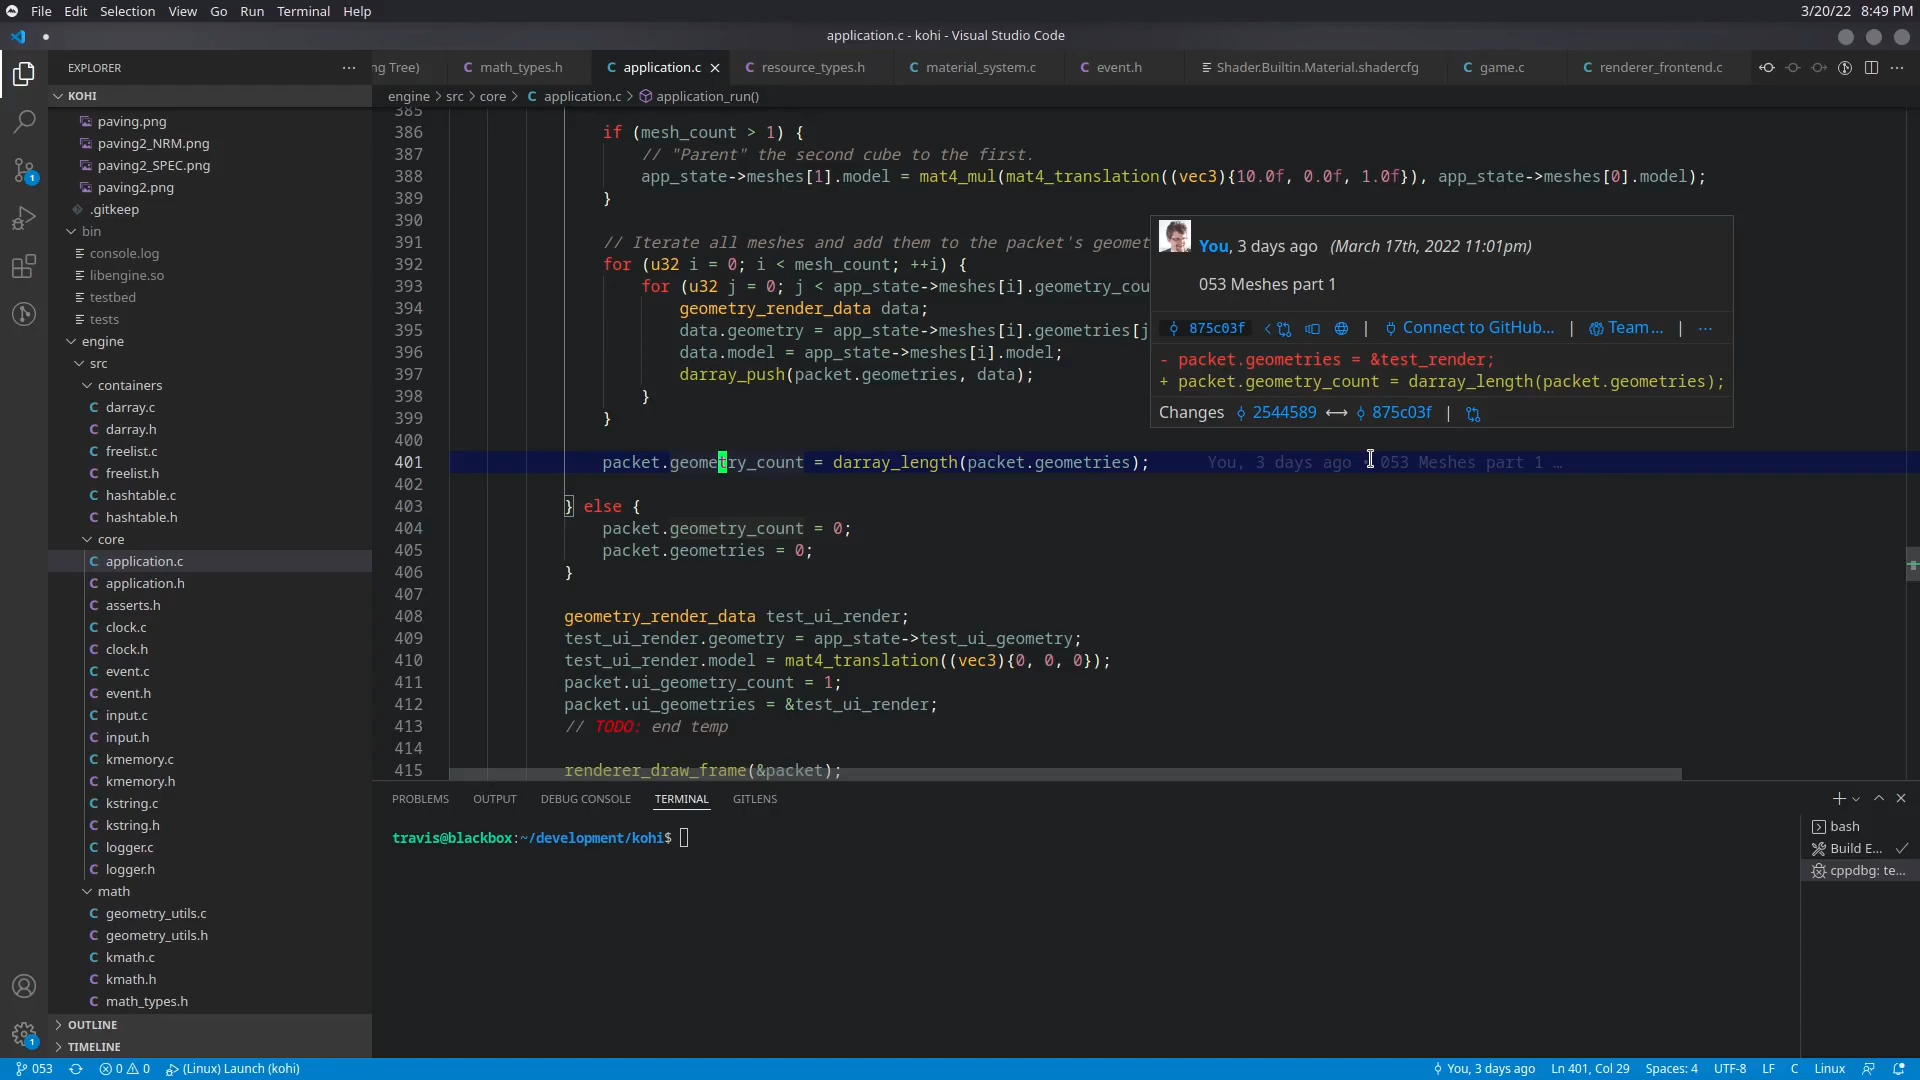 File Edit Selection View Go Run Terminal Help 3/20/22 8:49 PM
application.c - kohi - Visual Studio Code
EXPLORER
ng Tree) math_types.h application.c resource_types.h material_system.c event.h Shader.Builtin.Material.shadercfg game.c renderer_frontend.c
KOHI
engine > src > core > application.c > application_run()
paving.png
paving2_NRM.png
paving2_SPEC.png
paving2.png
.gitkeep
bin
console.log
libengine.so
testbed
tests
engine
src
containers
darray.c
darray.h
freelist.c
freelist.h
hashtable.c
hashtable.h
core
application.c
application.h
asserts.h
clock.c
clock.h
event.c
event.h
input.c
input.h
kmemory.c
kmemory.h
kstring.c
kstring.h
logger.c
logger.h
math
geometry_utils.c
geometry_utils.h
kmath.c
kmath.h
math_types.h
OUTLINE
TIMELINE
385
386 if (mesh_count > 1) {
387 // "Parent" the second cube to the first.
388 app_state->meshes[1].model = mat4_mul(mat4_translation((vec3){10.0f, 0.0f, 1.0f}), app_state->meshes[0].model);
389 }
390
391 // Iterate all meshes and add them to the packet's geomet
392 for (u32 i = 0; i < mesh_count; ++i) {
393 for (u32 j = 0; j < app_state->meshes[i].geometry_cou
394 geometry_render_data data;
395 data.geometry = app_state->meshes[i].geometries[j
396 data.model = app_state->meshes[i].model;
397 darray_push(packet.geometries, data);
398 }
399 }
400
401 packet.geometry_count = darray_length(packet.geometries); You, 3 days ago • 053 Meshes part 1 …
402
403 } else {
404 packet.geometry_count = 0;
405 packet.geometries = 0;
406 }
407
408 geometry_render_data test_ui_render;
409 test_ui_render.geometry = app_state->test_ui_geometry;
410 test_ui_render.model = mat4_translation((vec3){0, 0, 0});
411 packet.ui_geometry_count = 1;
412 packet.ui_geometries = &test_ui_render;
413 // TODO: end temp
414
415 renderer_draw_frame(&packet);
You, 3 days ago (March 17th, 2022 11:01pm)
053 Meshes part 1
875c03f | Connect to GitHub... | Team... | ...
- packet.geometries = &test_render;
+ packet.geometry_count = darray_length(packet.geometries);
Changes 2544589 ⟷ 875c03f |
PROBLEMS OUTPUT DEBUG CONSOLE TERMINAL GITLENS
travis@blackbox:~/development/kohi$
bash
Build E...
cppdbg: te...
053 0 0 (Linux) Launch (kohi) You, 3 days ago Ln 401, Col 29 Spaces: 4 UTF-8 LF C Linux